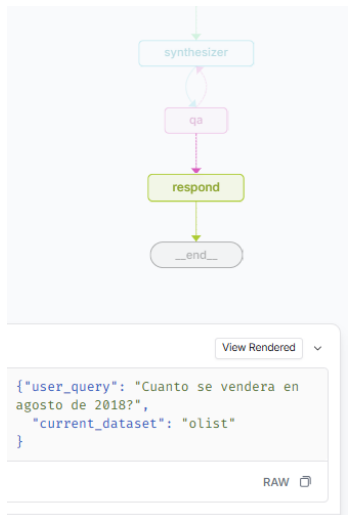 synthesizer
qa
respond
__end__
View Rendered
{"user_query": "Cuanto se vendera en
agosto de 2018?",
"current_dataset": "olist"
}
RAW